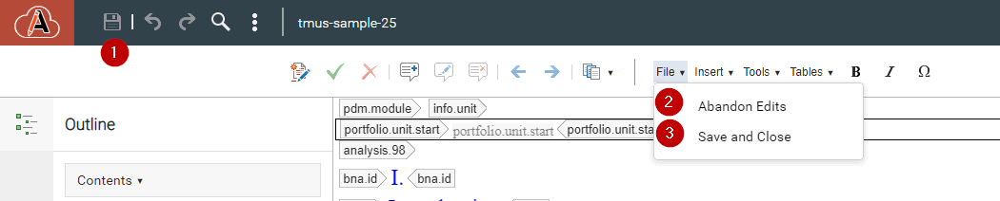 tmus-sample-25
1
File Insert Tools Tables B I Ω
2 Abandon Edits
3 Save and Close
Outline
Contents
pdm.module info.unit
portfolio.unit.start portfolio.unit.start portfolio.unit.sta
analysis.98
bna.id I. bna.id